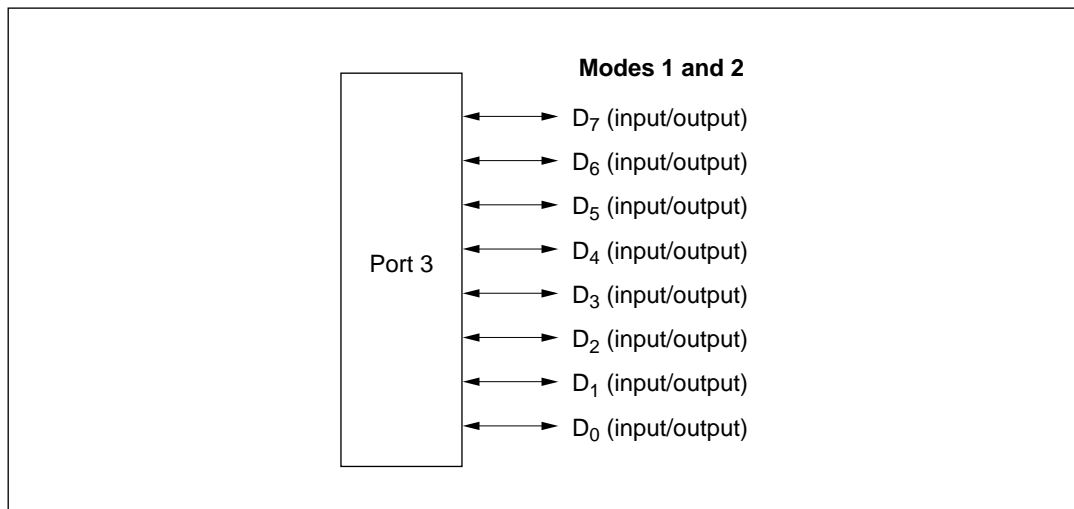 Modes 1 and 2
D7 (input/output)
D6 (input/output)
D5 (input/output)
D4 (input/output)
Port 3
D3 (input/output)
D2 (input/output)
D1 (input/output)
D0 (input/output)